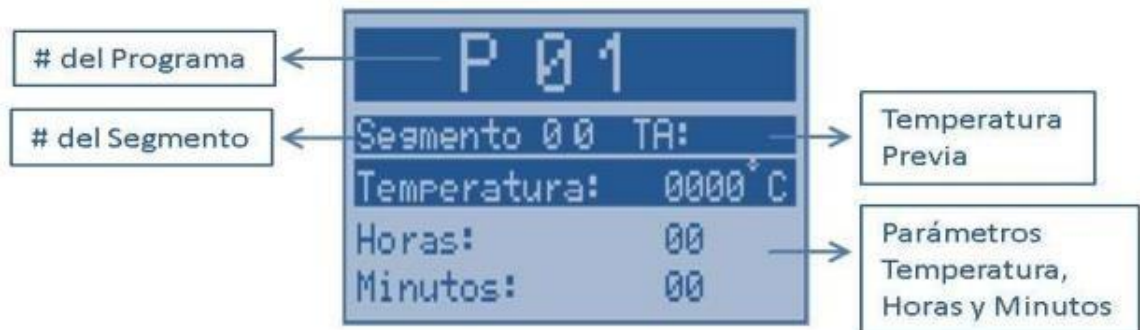 # del Programa
P 01
# del Segmento
Segmento 00 TA:
Temperatura: 0000°C
Horas: 00
Minutos: 00
Temperatura
Previa
Parámetros
Temperatura,
Horas y Minutos